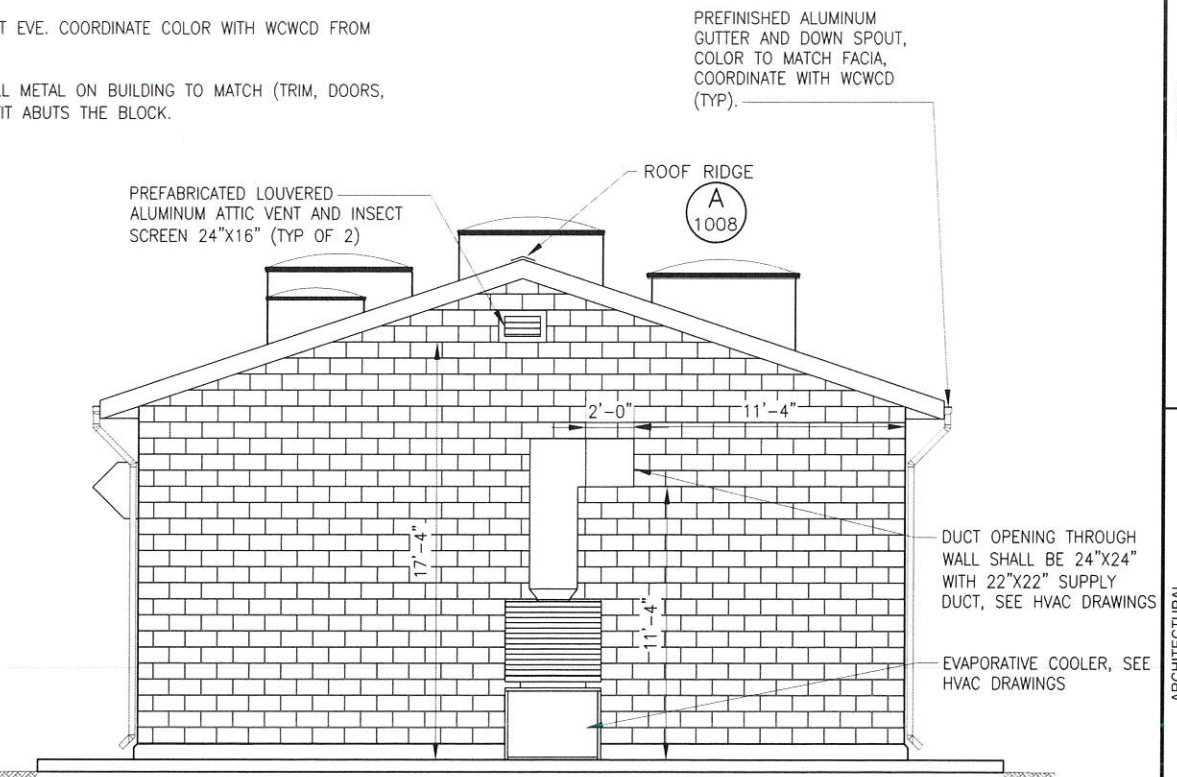 T EVE. COORDINATE COLOR WITH WCWCD FROM
L METAL ON BUILDING TO MATCH (TRIM, DOORS,
IT ABUTS THE BLOCK.
PREFINISHED ALUMINUM
GUTTER AND DOWN SPOUT,
COLOR TO MATCH FACIA,
COORDINATE WITH WCWCD
(TYP).
PREFABRICATED LOUVERED
ALUMINUM ATTIC VENT AND INSECT
SCREEN 24"X16" (TYP OF 2)
ROOF RIDGE
A
1008
2'-0"
11'-4"
17'-4"
11'-4"
DUCT OPENING THROUGH
WALL SHALL BE 24"X24"
WITH 22"X22" SUPPLY
DUCT, SEE HVAC DRAWINGS
EVAPORATIVE COOLER, SEE
HVAC DRAWINGS
ARCHITECTURAL